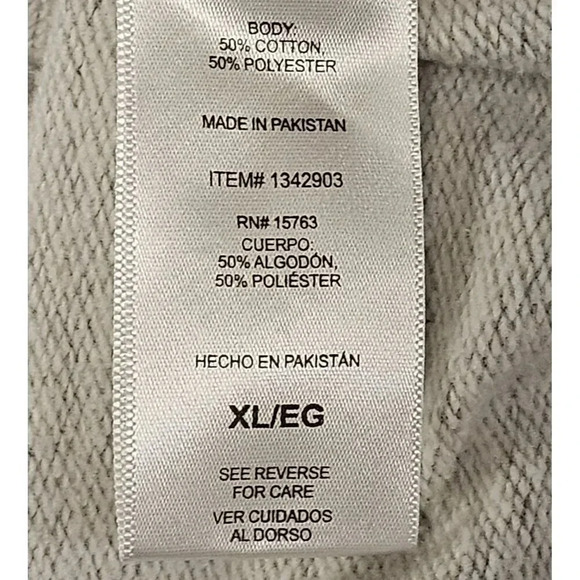 BODY:
50% COTTON,
50% POLYESTER
MADE IN PAKISTAN
ITEM# 1342903
RN# 15763
CUERPO:
50% ALGODÓN,
50% POLIÉSTER
HECHO EN PAKISTÁN
XL/EG
SEE REVERSE
FOR CARE
VER CUIDADOS
AL DORSO